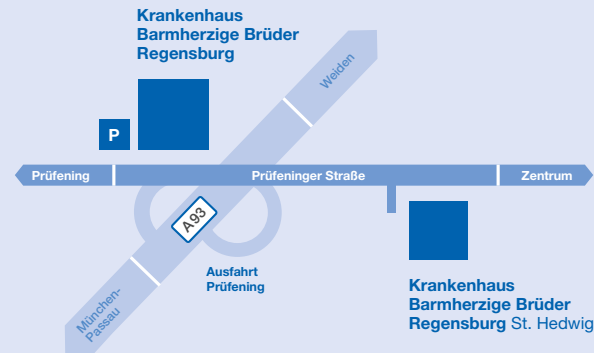 Krankenhaus
Barmherzige Brüder
Regensburg
Weiden
P
Prüfening
Prüfeninger Straße
Zentrum
A93
Ausfahrt
Prüfening
München-
Passau
Krankenhaus
Barmherzige Brüder
Regensburg St. Hedwig